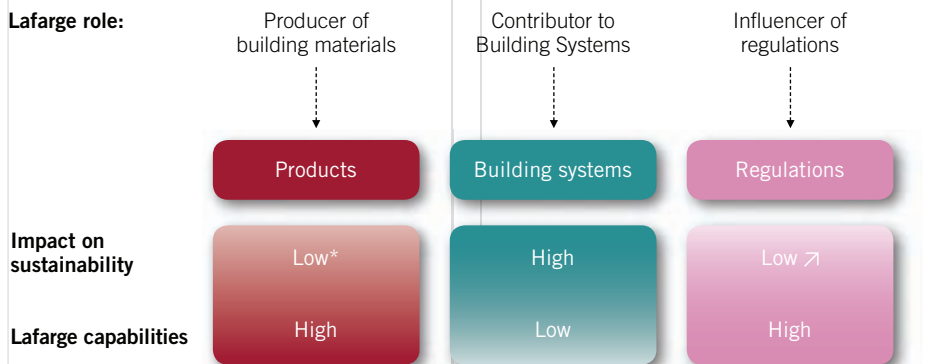 Lafarge role:
Producer of
building materials
Contributor to
Building Systems
Influencer of
regulations
Products
Building systems
Regulations
Impact on
sustainability
Low*
High
Low ↗
Lafarge capabilities
High
Low
High